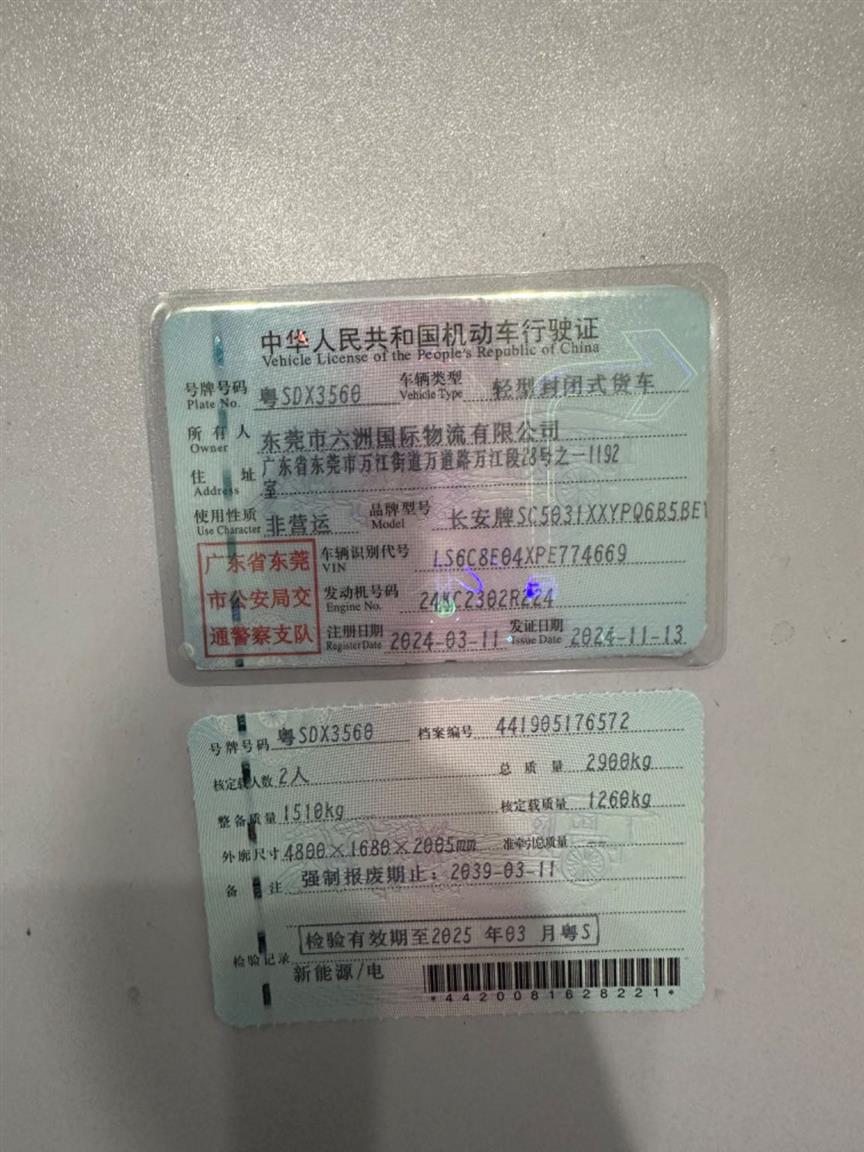 中华人民共和国机动车行驶证
Vehicle License of the People's Republic of China
号牌号码 粤SDX3560 车辆类型 轻型封闭式货车
Plate No. Vehicle Type
所有人 东莞市六洲国际物流有限公司
Owner
住址 广东省东莞市万江街道万道路万江段28号之一1192
Address 室
使用性质 非营运 品牌型号 长安牌SC5031XXYPQ6B5BEV
Use Character Model
广东省东莞 车辆识别代号 LS6C8E04XPE774669
VIN
市公安局交 发动机号码 24KC2302R224
Engine No.
通警察支队 注册日期 2024-03-11 发证日期 2024-11-13
Register Date Issue Date
号牌号码 粤SDX3560 档案编号 441905176572
核定载人数 2人 总质量 2900kg
整备质量 1510kg 核定载质量 1260kg
外廓尺寸 4800×1680×2005mm 准牵引总质量 --
备注 强制报废期止：2039-03-11
检验有效期至2025 年03 月粤S
检验记录 新能源/电
*4420081628221*